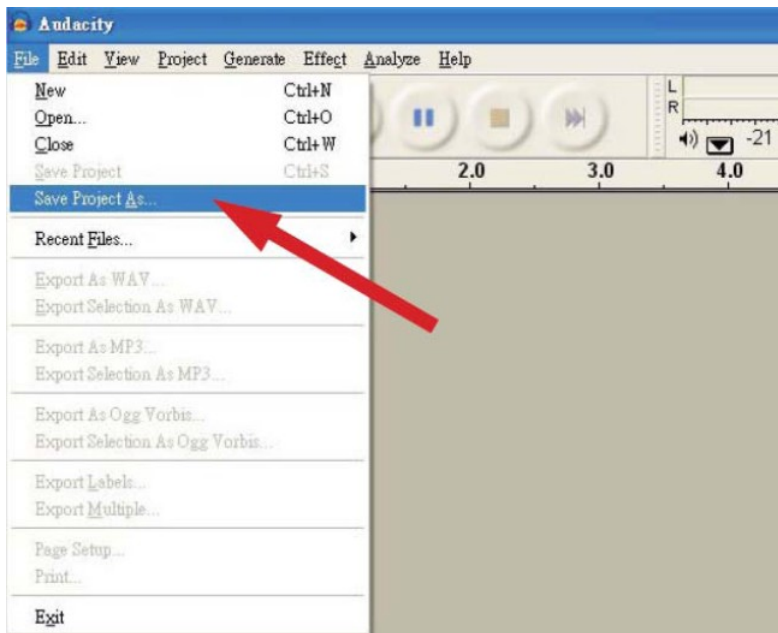 Audacity
File Edit View Project Generate Effect Analyze Help
New Ctrl+N
Open... Ctrl+O
Close Ctrl+W
Save Project Ctrl+S
Save Project As...
Recent Files...
Export As WAV...
Export Selection As WAV...
Export As MP3...
Export Selection As MP3...
Export As Ogg Vorbis...
Export Selection As Ogg Vorbis...
Export Labels...
Export Multiple...
Page Setup...
Print...
Exit
L
R
-21
2.0 3.0 4.0